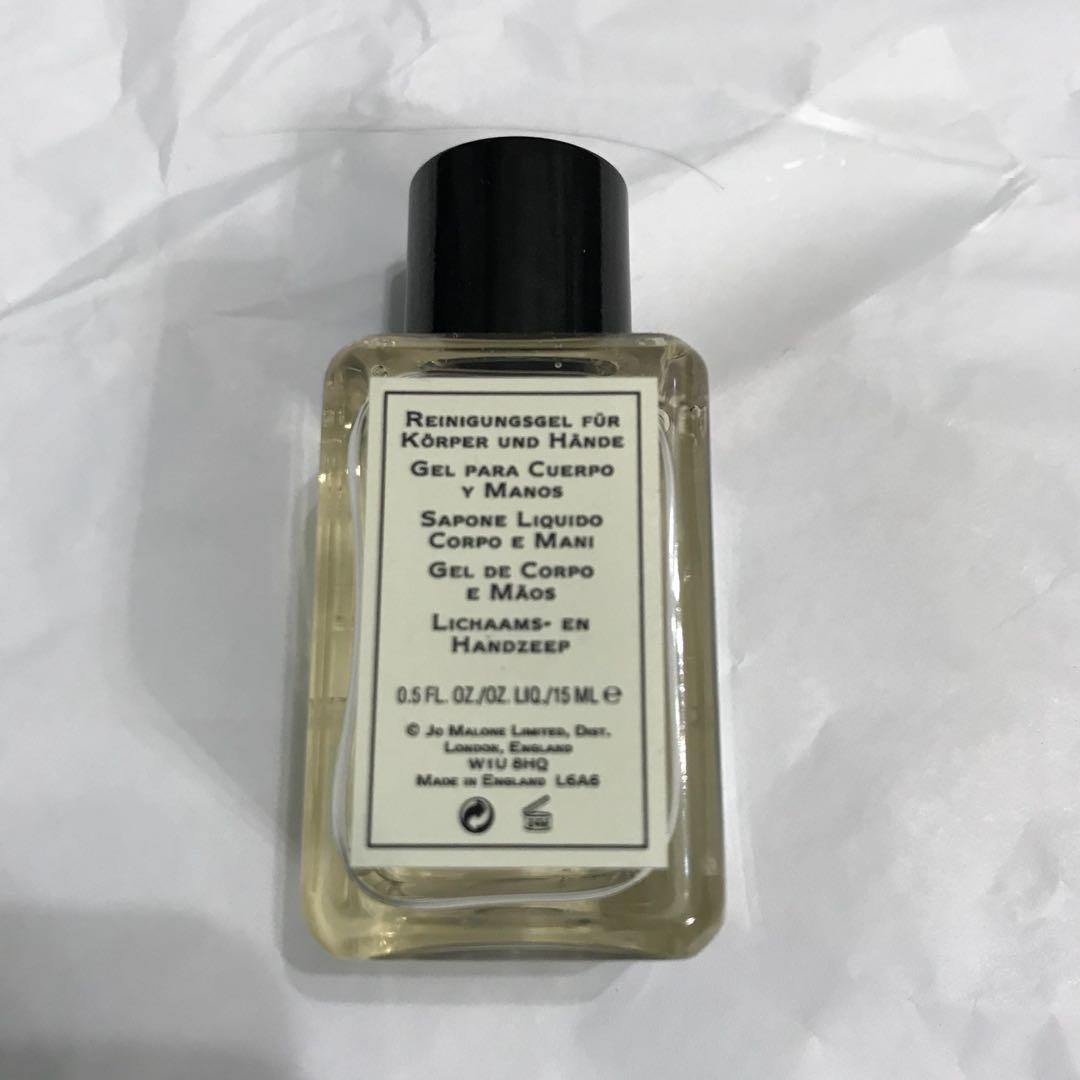 REINIGUNGSGEL FÜR
KÖRPER UND HÄNDE
GEL PARA CUERPO
Y MANOS
SAPONE LIQUIDO
CORPO E MANI
GEL DE CORPO
E MÃOS
LICHAAMS- EN
HANDZEEP
0.5 FL. OZ./OZ. LIQ./15 ML ℮
© JO MALONE LIMITED, DIST.
LONDON, ENGLAND
W1U 8HQ
MADE IN ENGLAND L6A6
24M